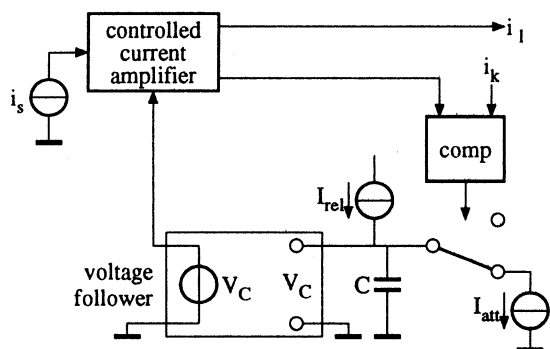 controlled
current
amplifier
i_l
i_s
i_k
comp
I_rel
voltage
follower
V_C
V_C
C
I_att